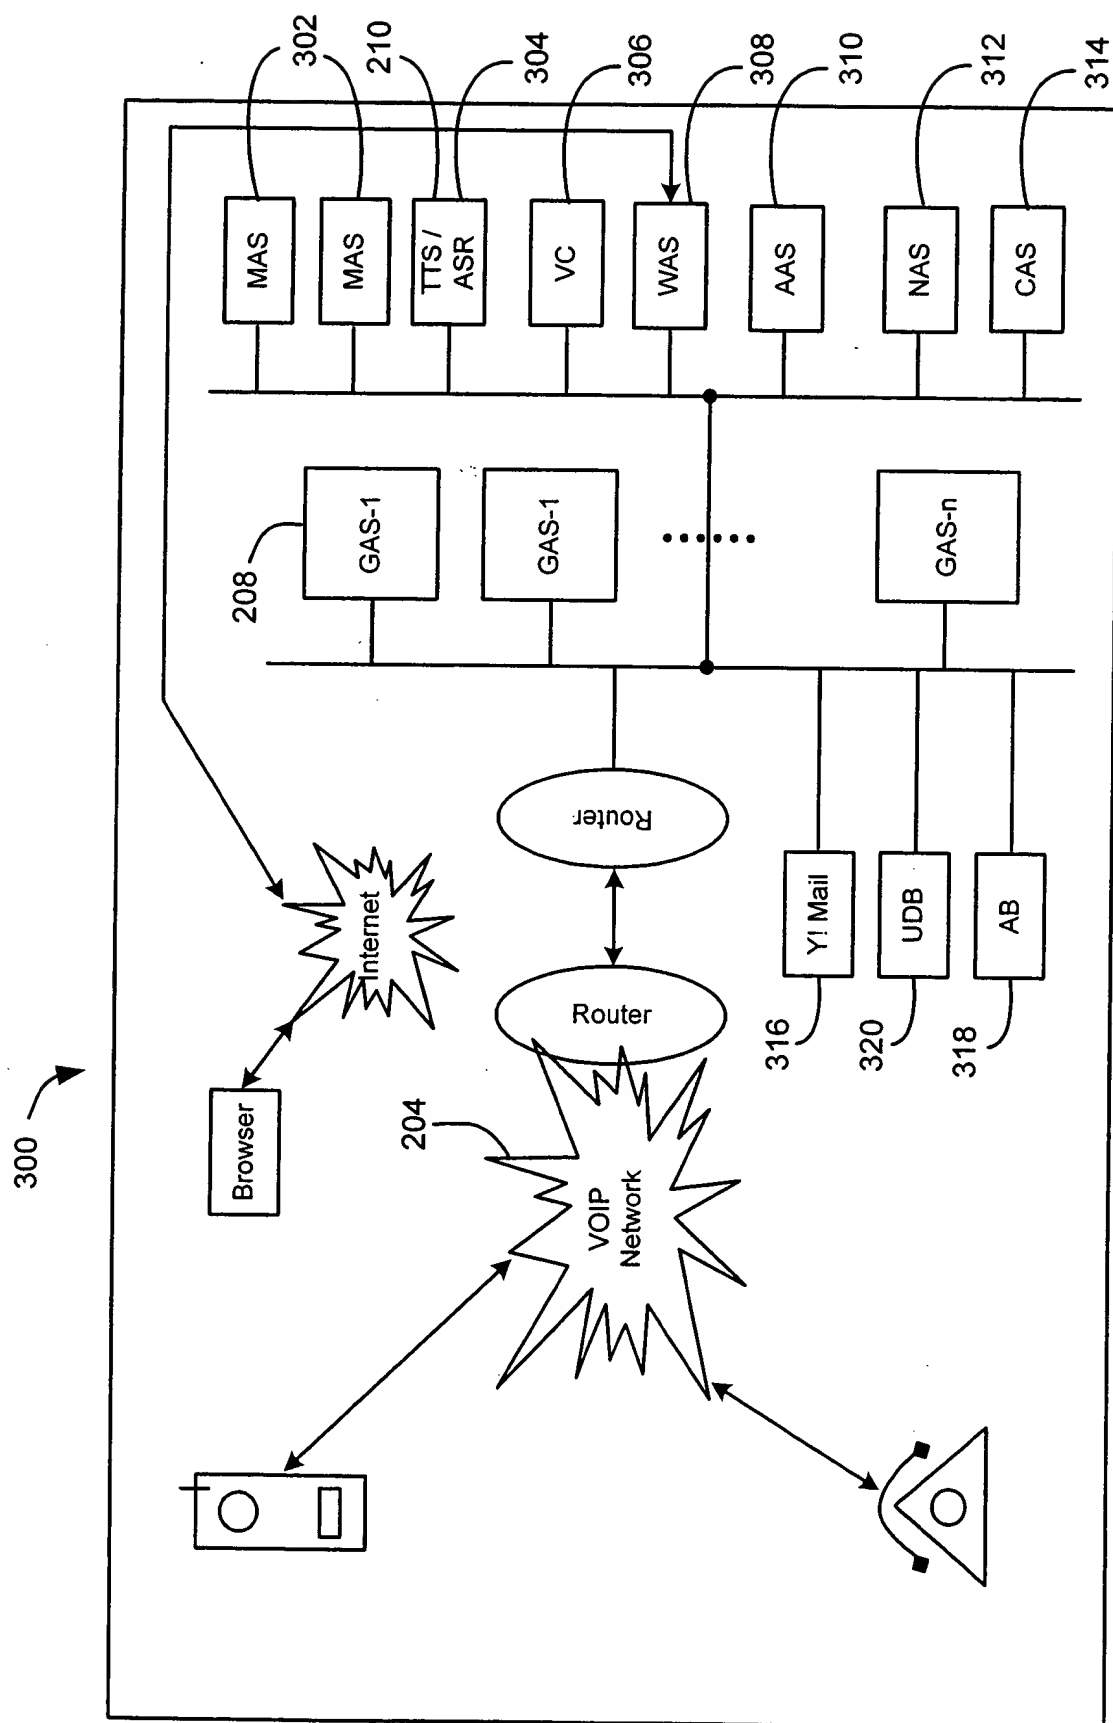 300
302
210
304
306
308
310
312
314
MAS
MAS
TTS /
ASR
VC
WAS
AAS
NAS
CAS
208
GAS-1
GAS-1
GAS-n
Router
Internet
Router
Browser
204
VOIP
Network
Y! Mail
UDB
AB
316
320
318